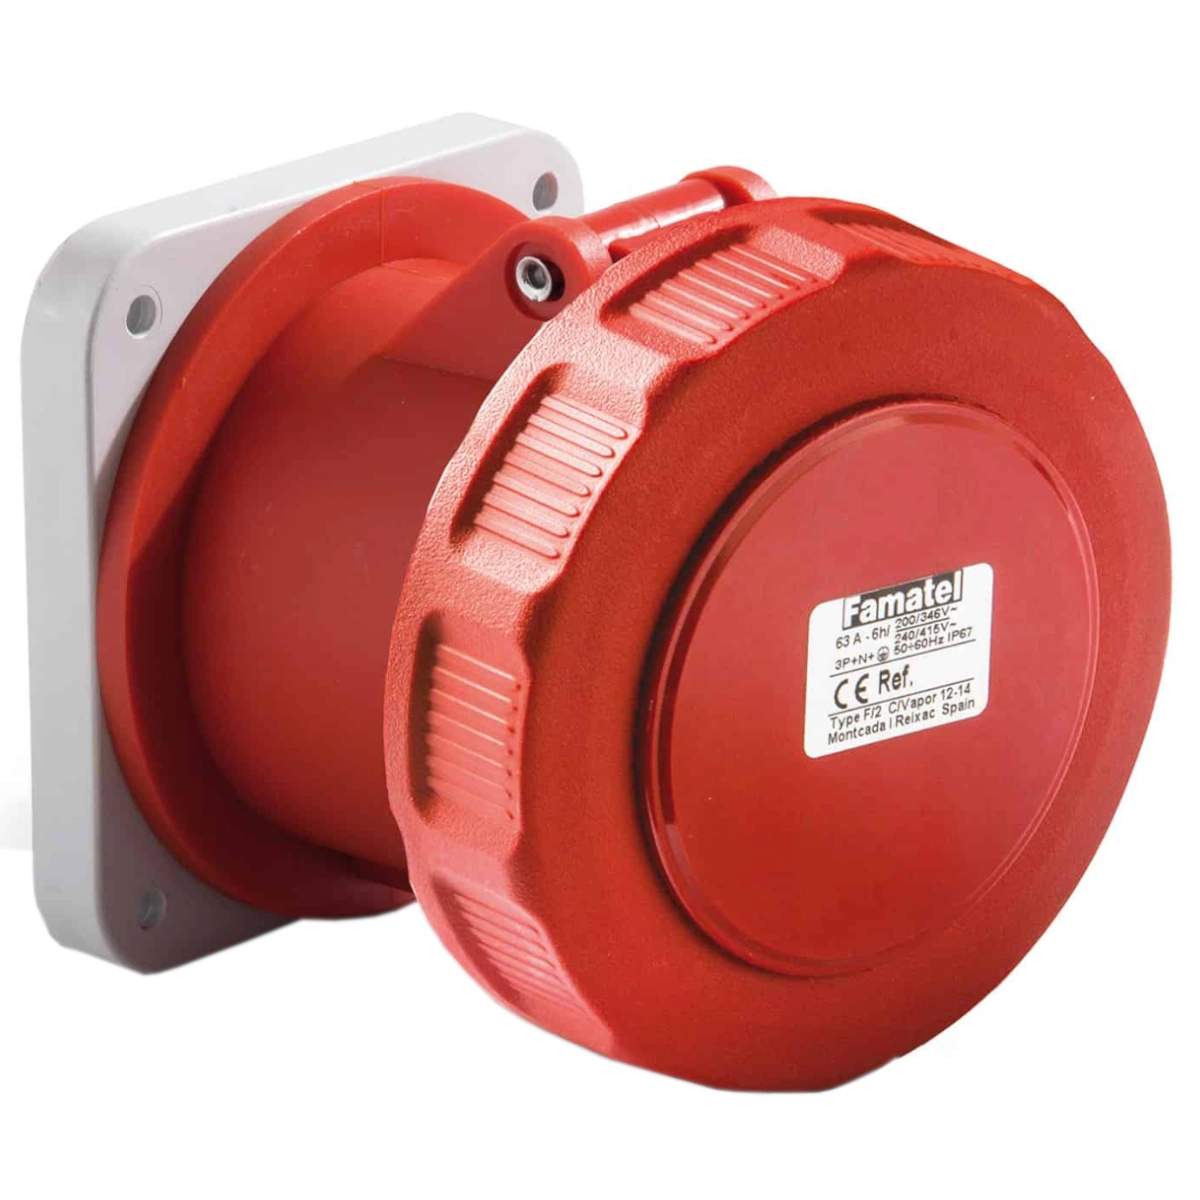 Famatel
63 A - 6h/ 200/346V~
240/415V~
3P+N+⏚ 50÷60Hz IP67
CE Ref.
Type F/2 C/Vapor 12-14
Montcada I Reixac Spain